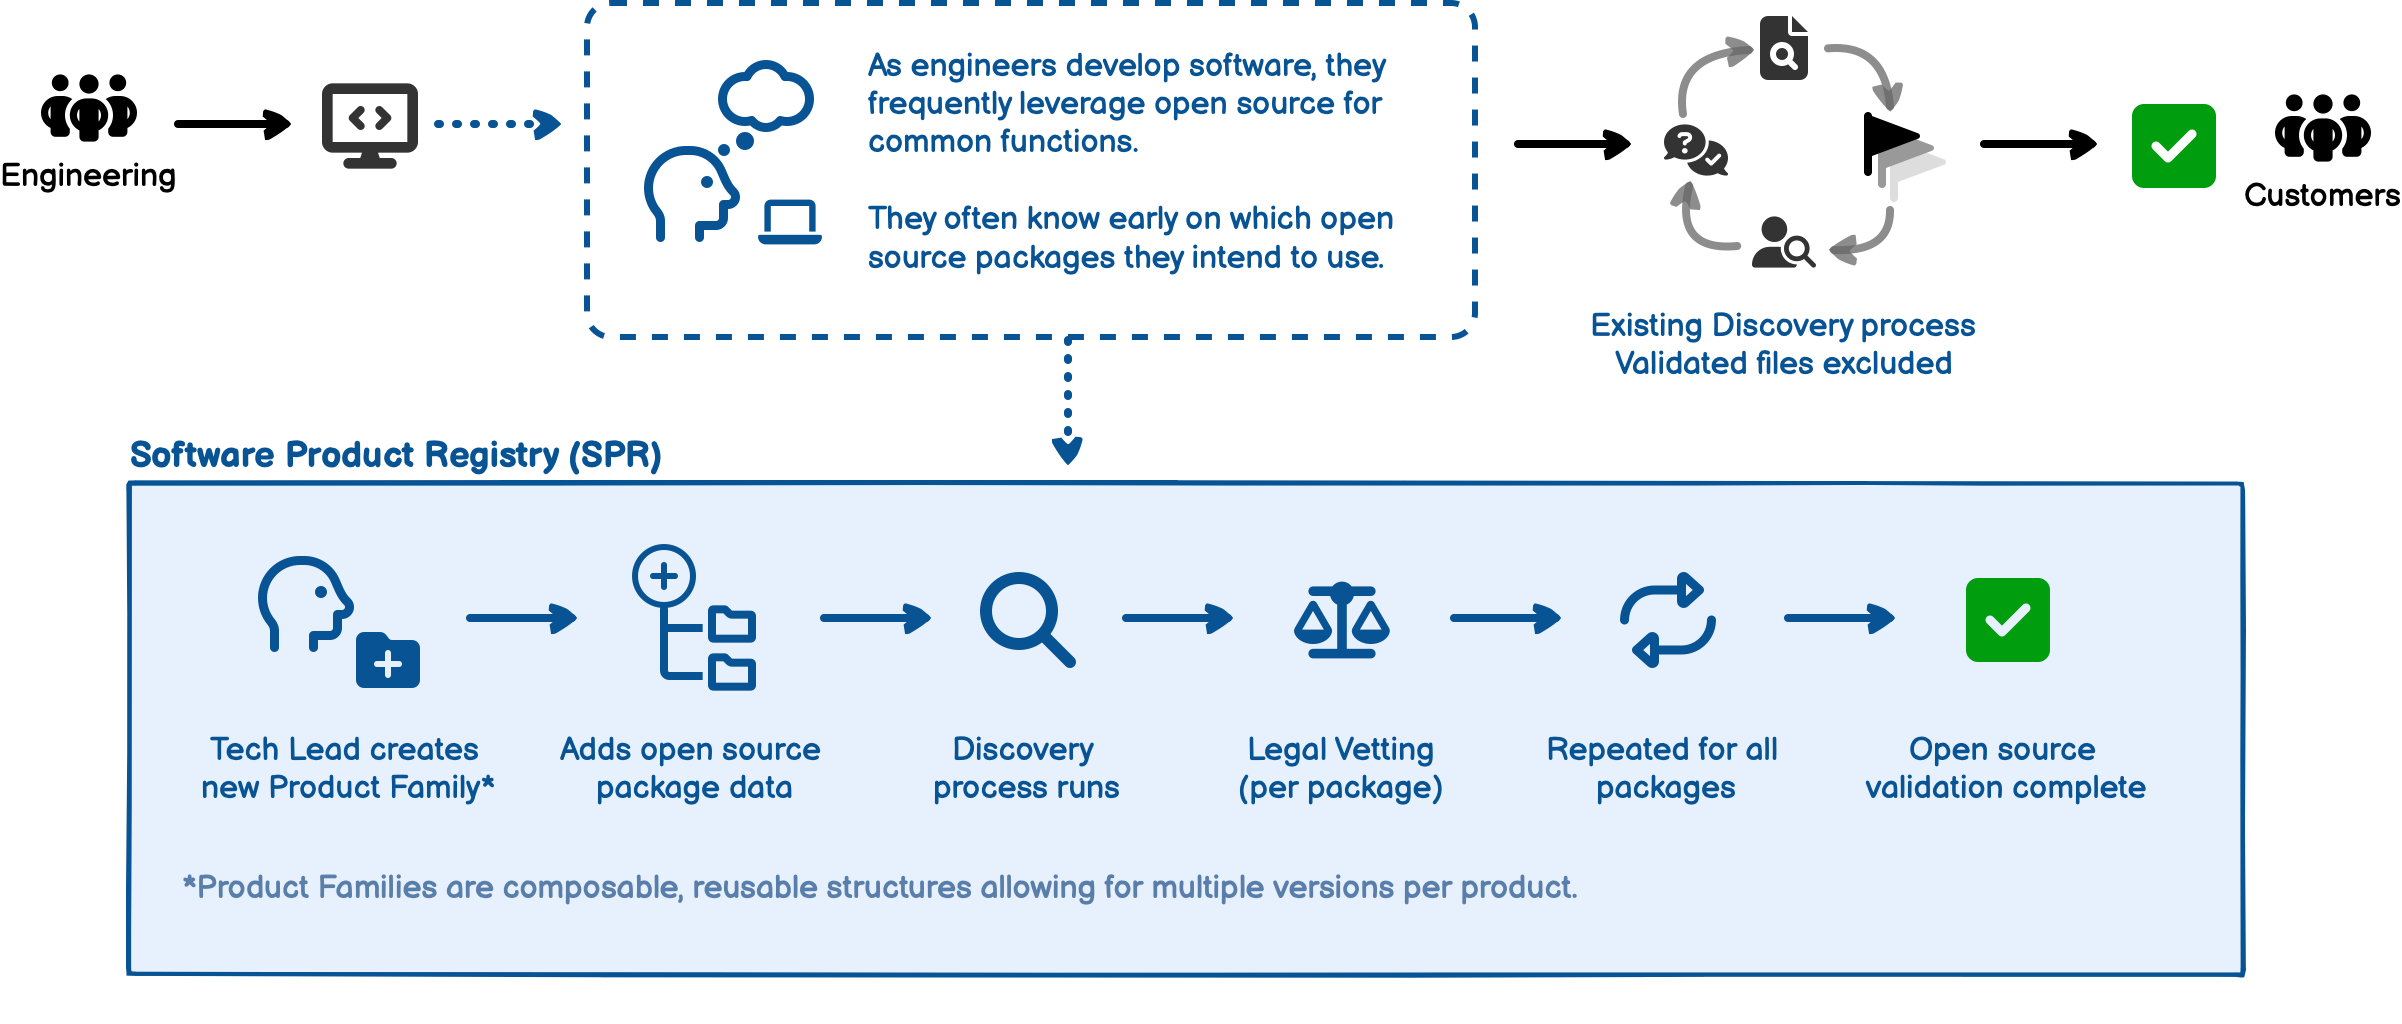 Engineering
As engineers develop software, they
frequently leverage open source for
common functions.
They often know early on which open
source packages they intend to use.
Customers
Existing Discovery process
Validated files excluded
Software Product Registry (SPR)
Tech Lead creates
new Product Family*
Adds open source
package data
Discovery
process runs
Legal Vetting
(per package)
Repeated for all
packages
Open source
validation complete
*Product Families are composable, reusable structures allowing for multiple versions per product.